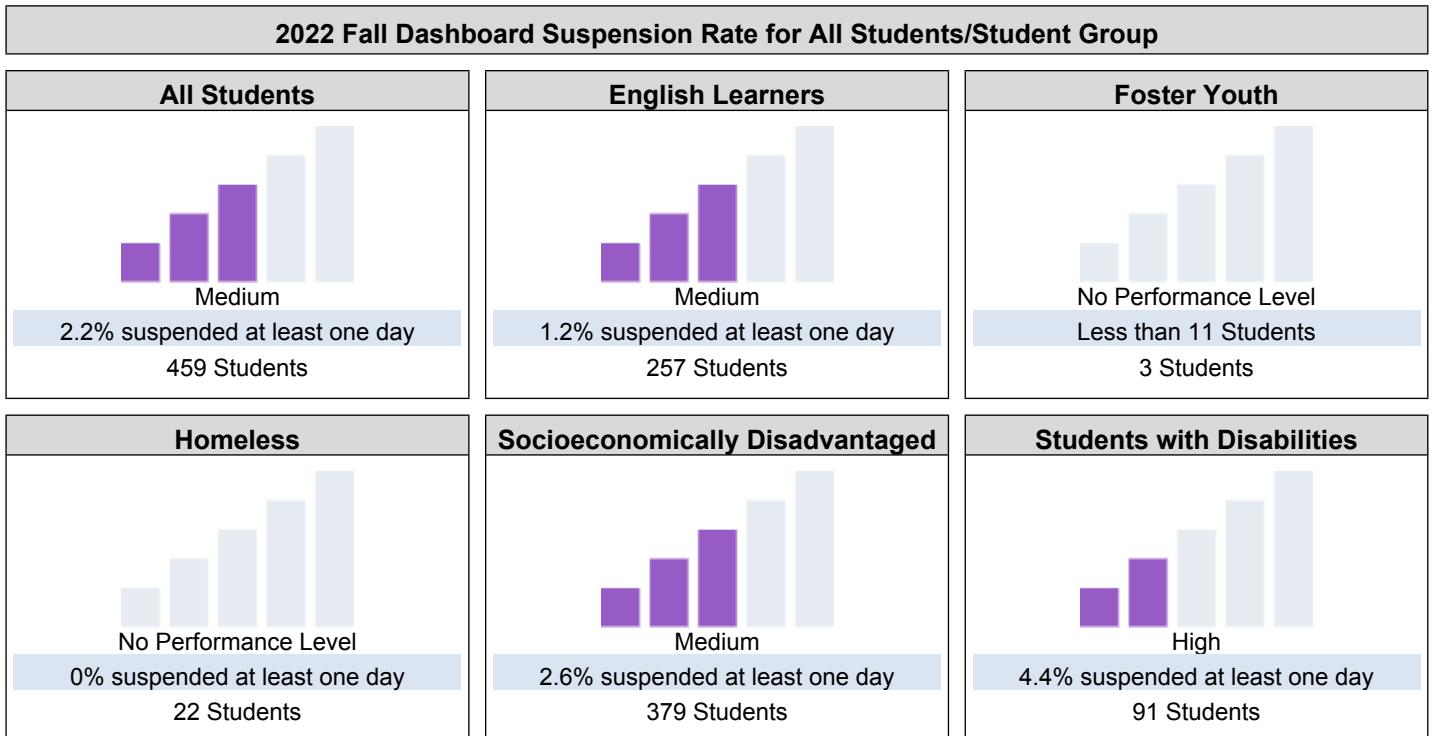 2022 Fall Dashboard Suspension Rate for All Students/Student Group
All Students
Medium
2.2% suspended at least one day
459 Students
English Learners
Medium
1.2% suspended at least one day
257 Students
Foster Youth
No Performance Level
Less than 11 Students
3 Students
Homeless
No Performance Level
0% suspended at least one day
22 Students
Socioeconomically Disadvantaged
Medium
2.6% suspended at least one day
379 Students
Students with Disabilities
High
4.4% suspended at least one day
91 Students